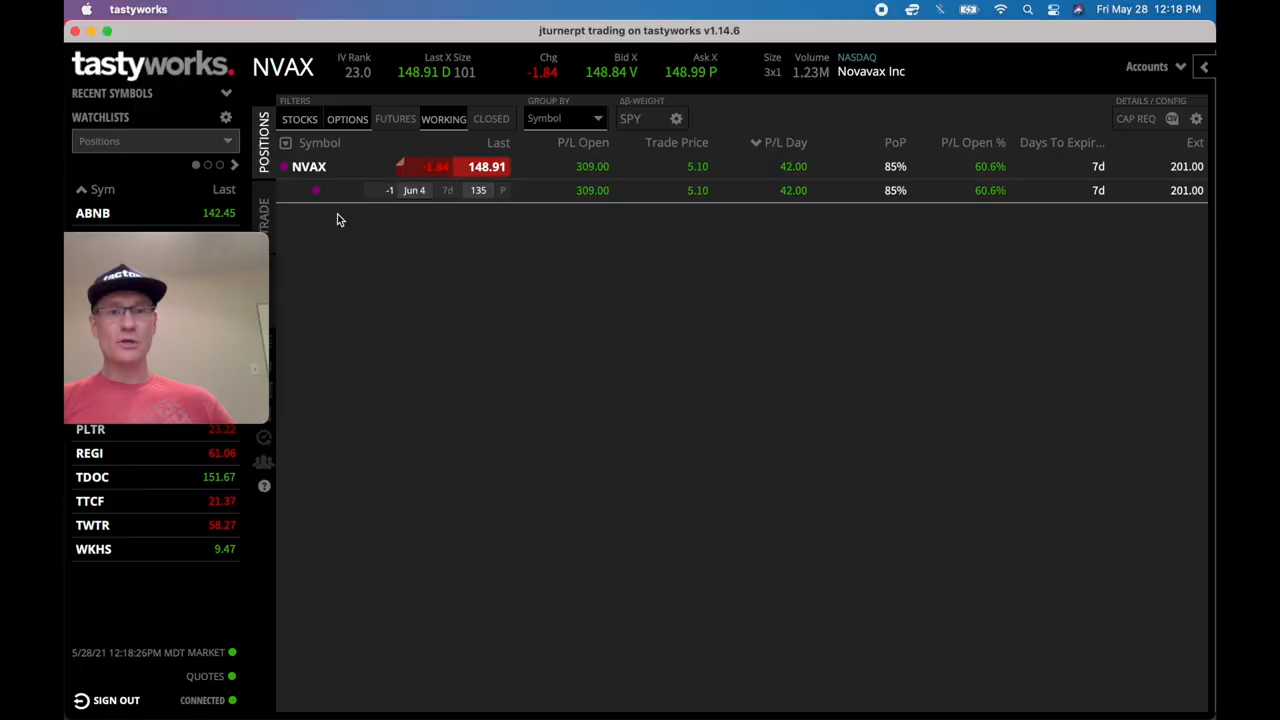 tastyworks
Fri May 28 12:18 PM
jturnerpt trading on tastyworks v1.14.6
tastyworks.
NVAX
IV Rank
23.0
Last X Size
148.91 D 101
Chg
-1.84
Bid X
148.84 V
Ask X
148.99 P
Size
3x1
Volume
1.23M
NASDAQ
Novavax Inc
Accounts
RECENT SYMBOLS
WATCHLISTS
Positions
Sym Last
ABNB 142.45
PLTR 23.22
REGI 61.06
TDOC 151.67
TTCF 21.37
TWTR 58.27
WKHS 9.47
5/28/21 12:18:26PM MDT MARKET
QUOTES
SIGN OUT CONNECTED
POSITIONS
TRADE
FILTERS
STOCKS OPTIONS FUTURES WORKING CLOSED
GROUP BY
Symbol
Δβ-WEIGHT
SPY
DETAILS / CONFIG
CAP REQ CSV
Symbol Last P/L Open Trade Price P/L Day PoP P/L Open % Days To Expir... Ext
NVAX -1.84 148.91 309.00 5.10 42.00 85% 60.6% 7d 201.00
-1 Jun 4 7d 135 P 309.00 5.10 42.00 85% 60.6% 7d 201.00